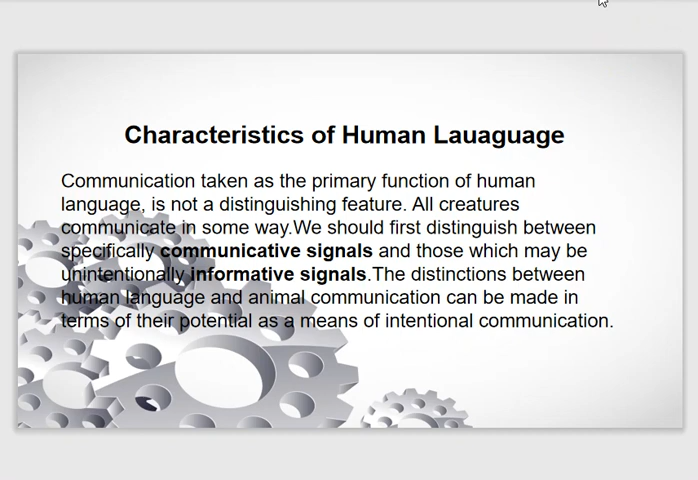 Characteristics of Human Lauaguage
Communication taken as the primary function of human
language, is not a distinguishing feature. All creatures
communicate in some way.We should first distinguish between
specifically communicative signals and those which may be
unintentionally informative signals.The distinctions between
human language and animal communication can be made in
terms of their potential as a means of intentional communication.